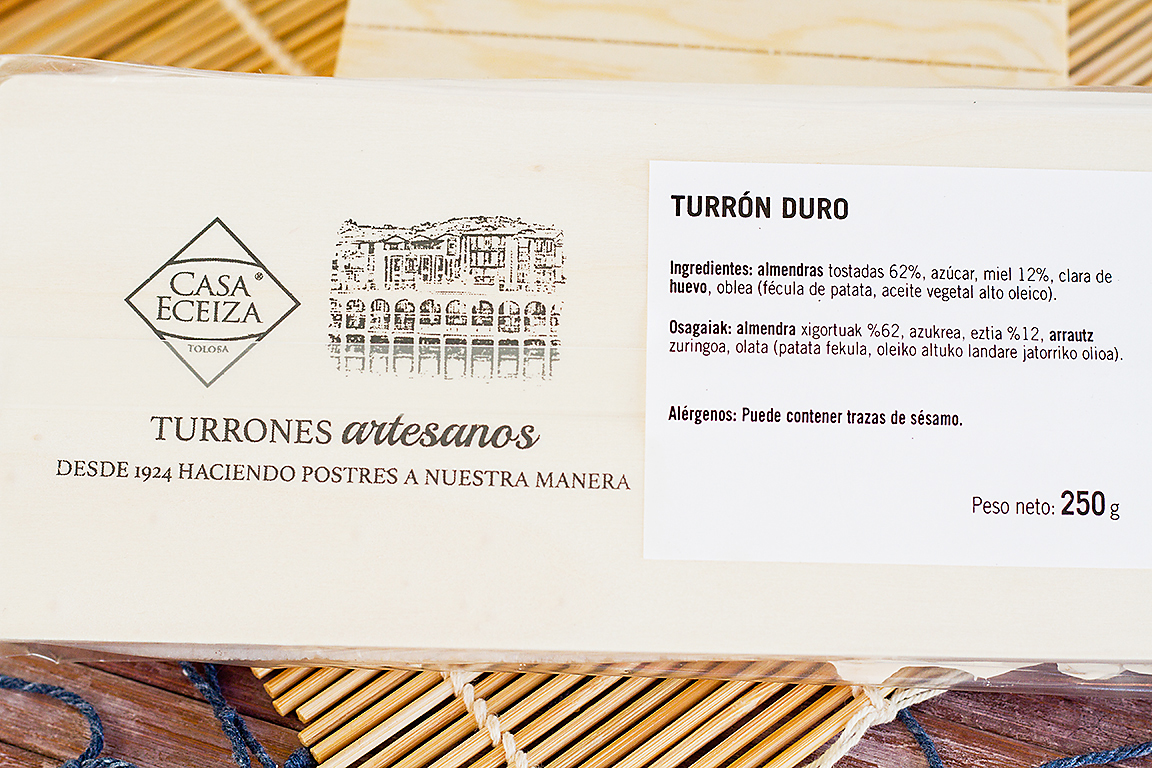 CASA®
ECEIZA
TOLOSA
TURRONES artesanos
DESDE 1924 HACIENDO POSTRES A NUESTRA MANERA
TURRÓN DURO
Ingredientes: almendras tostadas 62%, azúcar, miel 12%, clara de
huevo, oblea (fécula de patata, aceite vegetal alto oleico).
Osagaiak: almendra xigortuak %62, azukrea, eztia %12, arrautz
zuringoa, olata (patata fekula, oleiko altuko landare jatorriko olioa).
Alérgenos: Puede contener trazas de sésamo.
Peso neto: 250 g